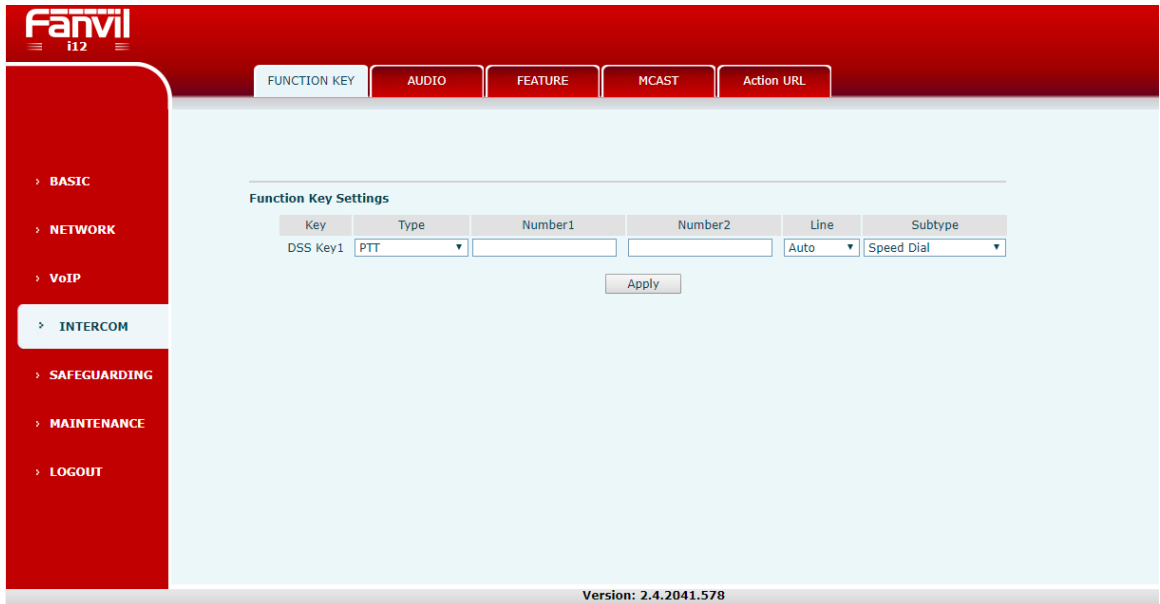 Fanvil
i12
FUNCTION KEY AUDIO FEATURE MCAST Action URL
› BASIC
› NETWORK
› VoIP
› INTERCOM
› SAFEGUARDING
› MAINTENANCE
› LOGOUT
Function Key Settings
Key Type Number1 Number2 Line Subtype
DSS Key1 PTT Auto Speed Dial
Apply
Version: 2.4.2041.578